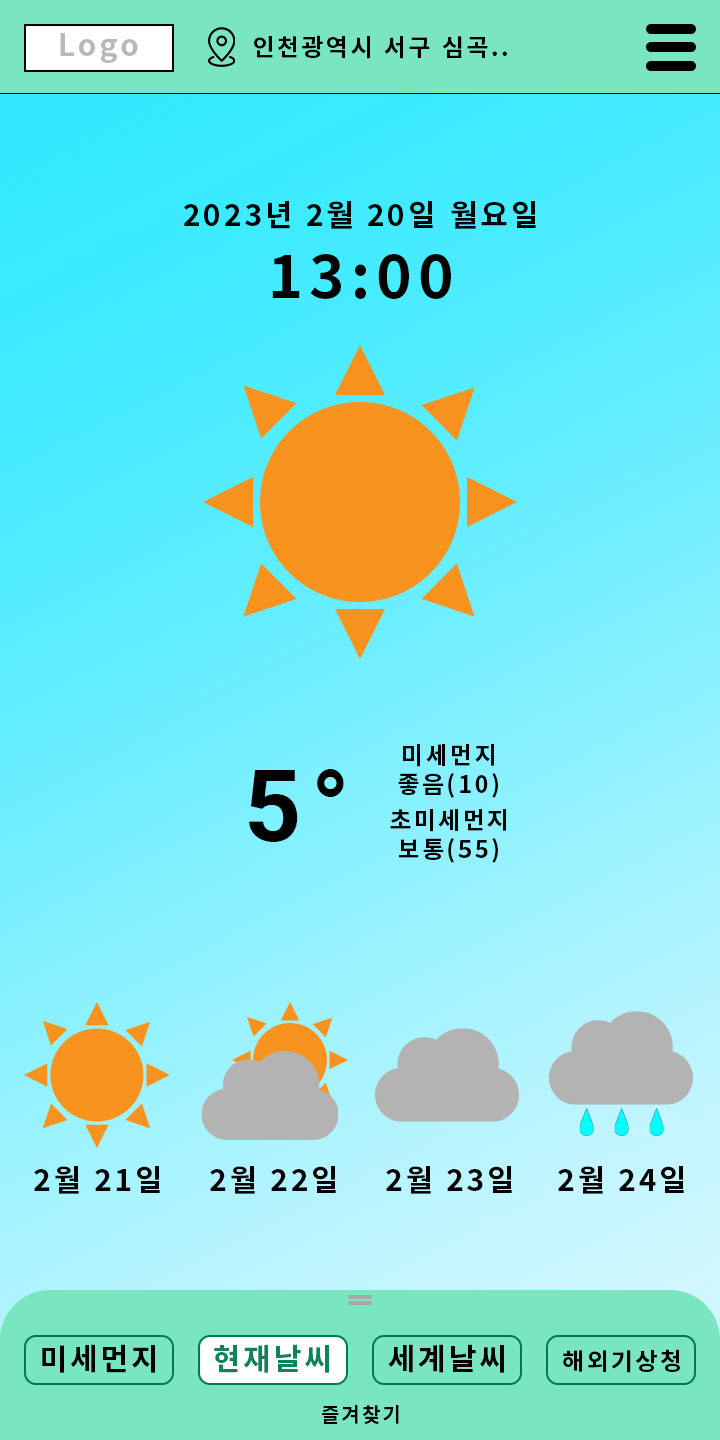 Logo
인천광역시 서구 심곡..
2023년 2월 20일 월요일
13:00
5°
미세먼지
좋음(10)
초미세먼지
보통(55)
2월 21일
2월 22일
2월 23일
2월 24일
미세먼지
현재날씨
세계날씨
해외기상청
즐겨찾기